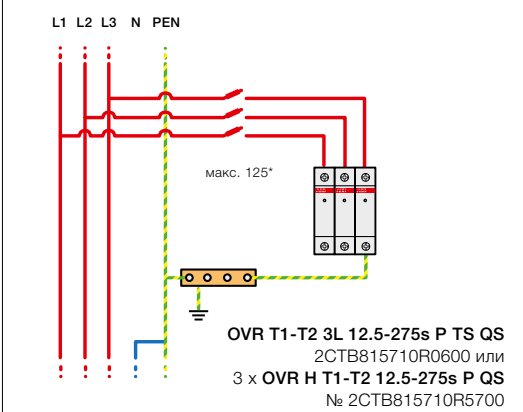 L1 L2 L3 N PEN
макс. 125*
OVR T1-T2 3L 12.5-275s P TS QS
2CTB815710R0600 или
3 x OVR H T1-T2 12.5-275s P QS
№ 2CTB815710R5700